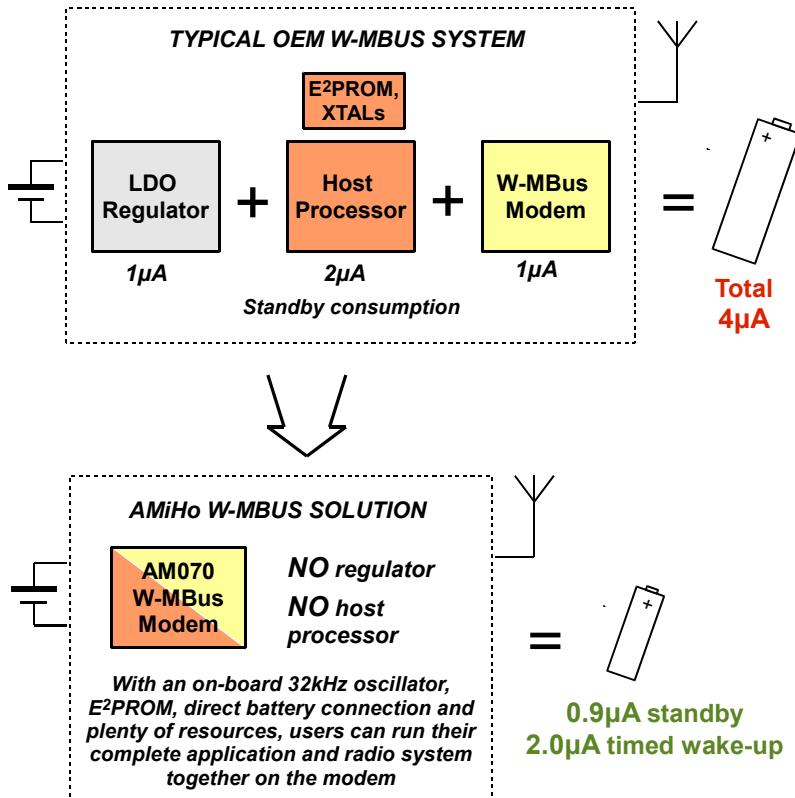 TYPICAL OEM W-MBUS SYSTEM
E²PROM,
XTALs
LDO
Regulator
+
Host
Processor
+
W-MBus
Modem
=
+
1µA
2µA
1µA
Standby consumption
Total
4µA
AMiHo W-MBUS SOLUTION
AM070
W-MBus
Modem
NO regulator
NO host
processor
=
+
With an on-board 32kHz oscillator,
E²PROM, direct battery connection and
plenty of resources, users can run their
complete application and radio system
together on the modem
0.9µA standby
2.0µA timed wake-up